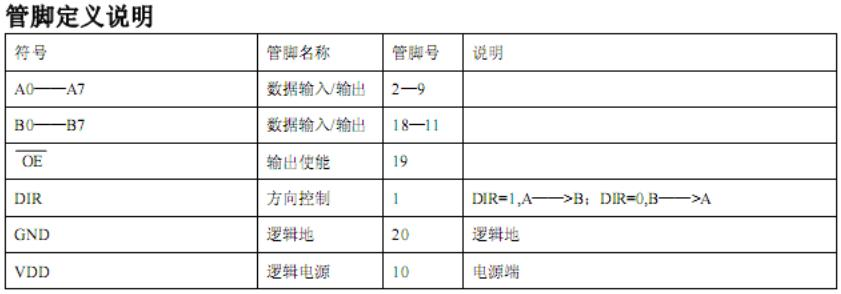 管脚定义说明
符号 管脚名称 管脚号 说明
A0——A7 数据输入/输出 2—9
B0——B7 数据输入/输出 18—11
OE 输出使能 19
DIR 方向控制 1 DIR=1,A——>B；DIR=0,B——>A
GND 逻辑地 20 逻辑地
VDD 逻辑电源 10 电源端